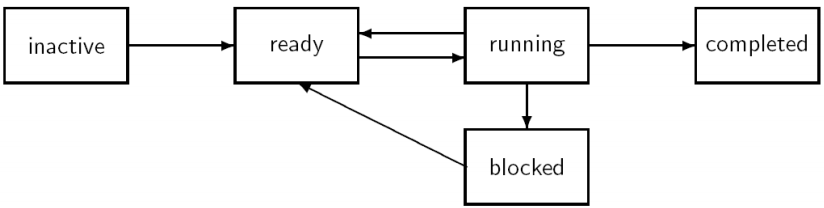 inactive
ready
running
completed
blocked